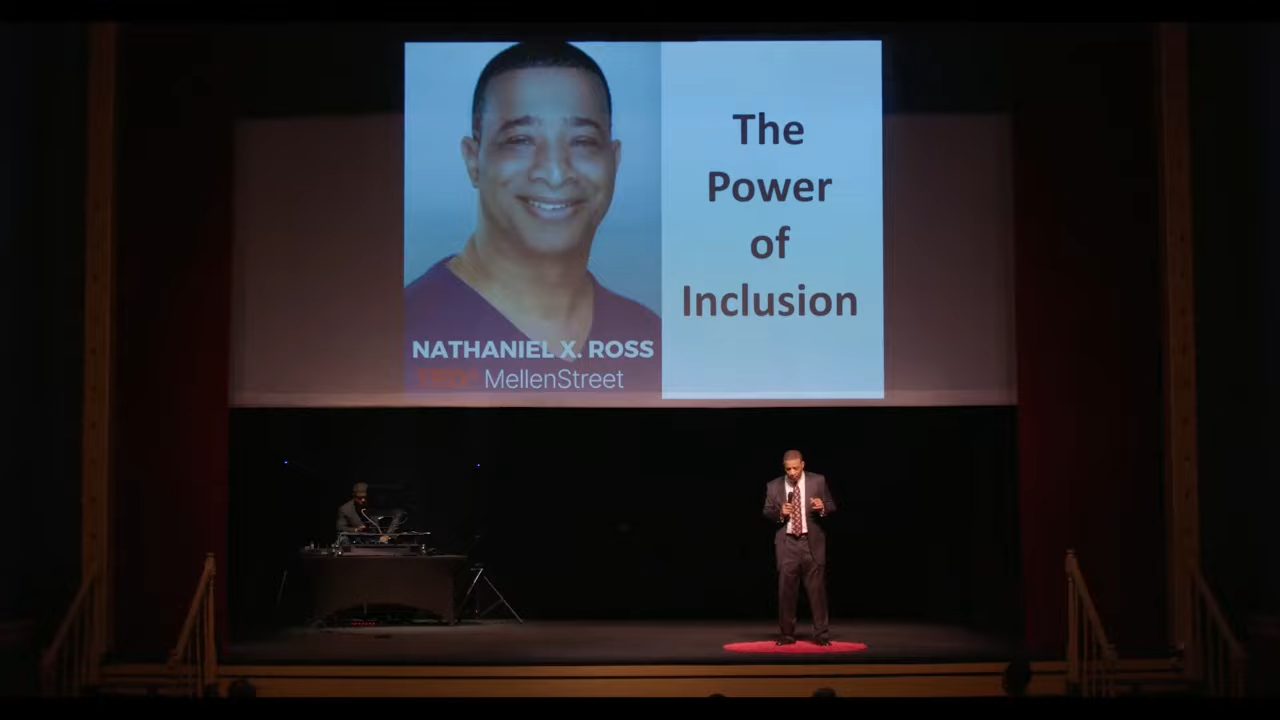 The
Power
of
Inclusion
NATHANIEL X. ROSS
MellenStreet